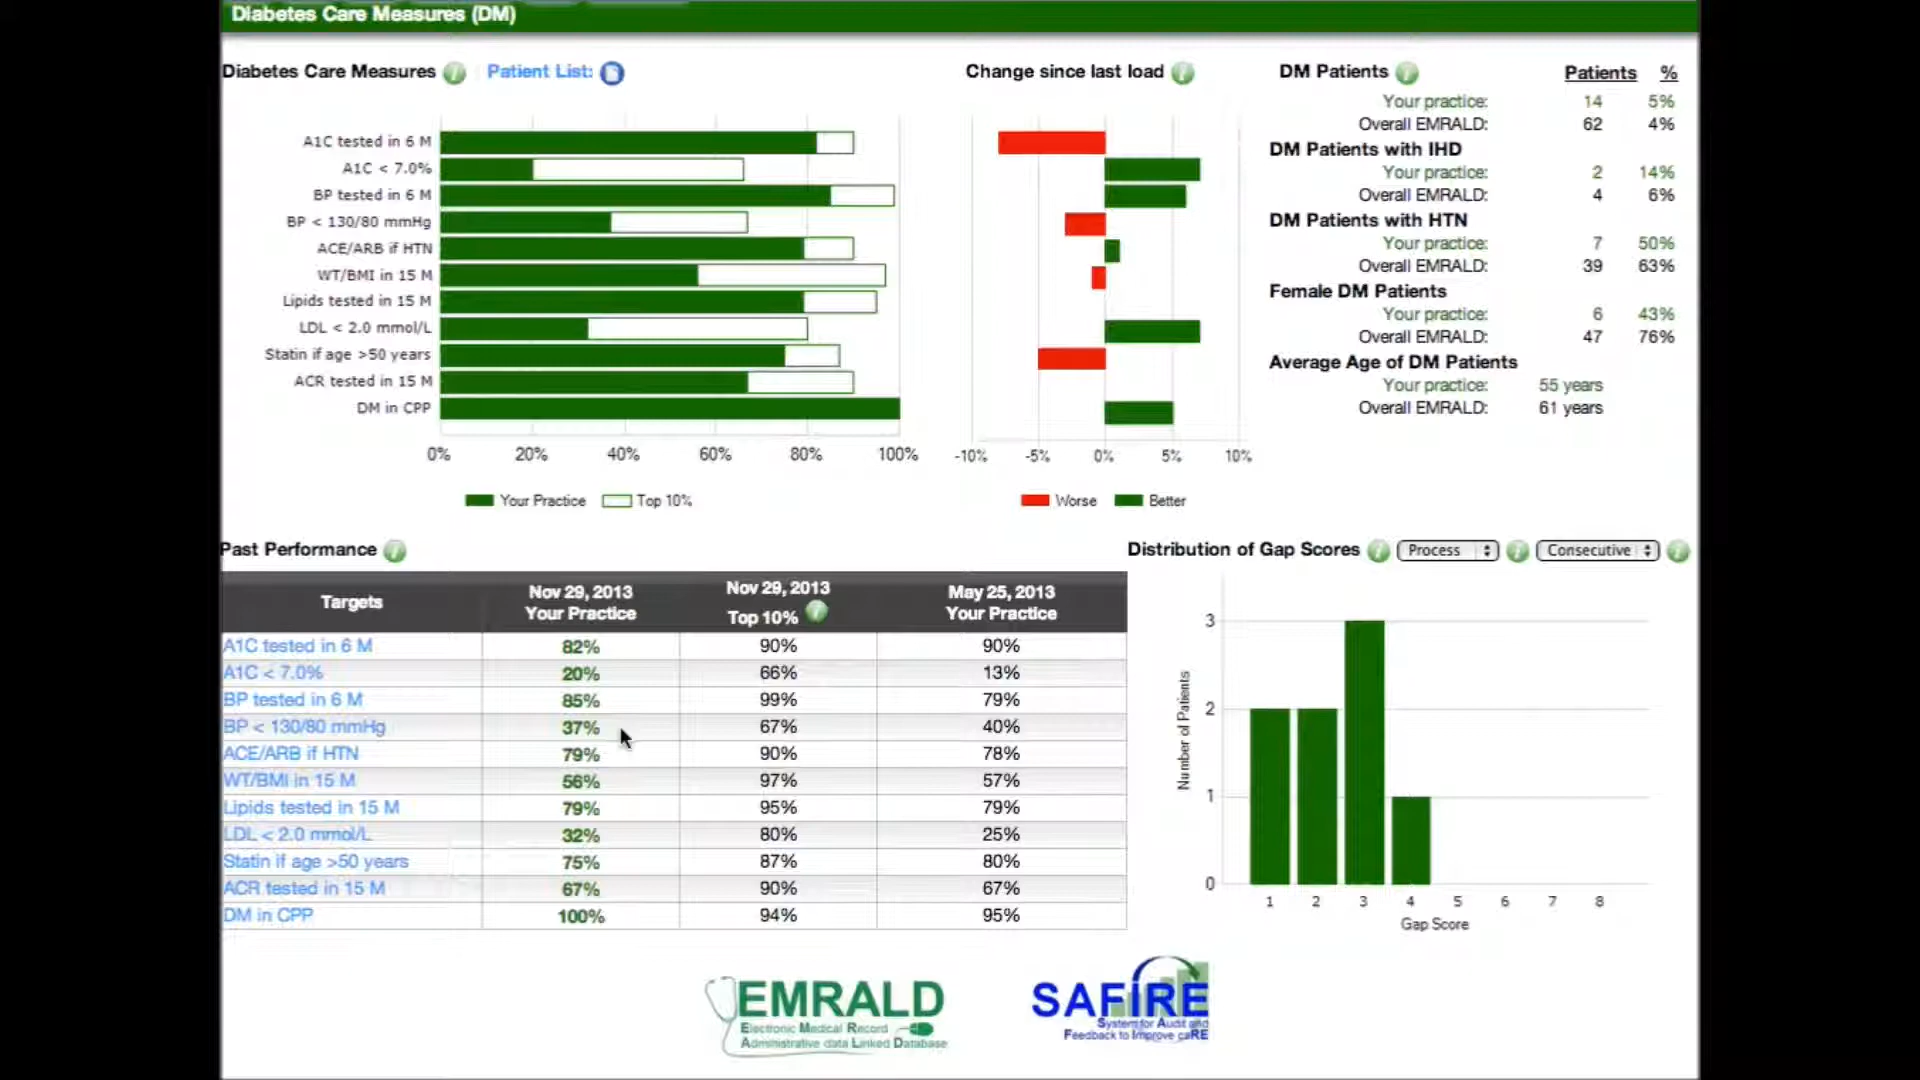 Diabetes Care Measures (DM)
Diabetes Care Measures Patient List:
A1C tested in 6 M
A1C < 7.0%
BP tested in 6 M
BP < 130/80 mmHg
ACE/ARB if HTN
WT/BMI in 15 M
Lipids tested in 15 M
LDL < 2.0 mmol/L
Statin if age >50 years
ACR tested in 15 M
DM in CPP
0% 20% 40% 60% 80% 100%
Your Practice Top 10%
Change since last load
-10% -5% 0% 5% 10%
Worse Better
DM Patients Patients %
Your practice: 14 5%
Overall EMRALD: 62 4%
DM Patients with IHD
Your practice: 2 14%
Overall EMRALD: 4 6%
DM Patients with HTN
Your practice: 7 50%
Overall EMRALD: 39 63%
Female DM Patients
Your practice: 6 43%
Overall EMRALD: 47 76%
Average Age of DM Patients
Your practice: 55 years
Overall EMRALD: 61 years
Past Performance
Targets Nov 29, 2013 Your Practice Nov 29, 2013 Top 10% May 25, 2013 Your Practice
A1C tested in 6 M 82% 90% 90%
A1C < 7.0% 20% 66% 13%
BP tested in 6 M 85% 99% 79%
BP < 130/80 mmHg 37% 67% 40%
ACE/ARB if HTN 79% 90% 78%
WT/BMI in 15 M 56% 97% 57%
Lipids tested in 15 M 79% 95% 79%
LDL < 2.0 mmol/L 32% 80% 25%
Statin if age >50 years 75% 87% 80%
ACR tested in 15 M 67% 90% 67%
DM in CPP 100% 94% 95%
Distribution of Gap Scores Process Consecutive
Number of Patients
3
2
1
0
1 2 3 4 5 6 7 8
Gap Score
EMRALD
Electronic Medical Record
Administrative data Linked Database
SAFIRE
System for Audit and
Feedback to Improve caRE